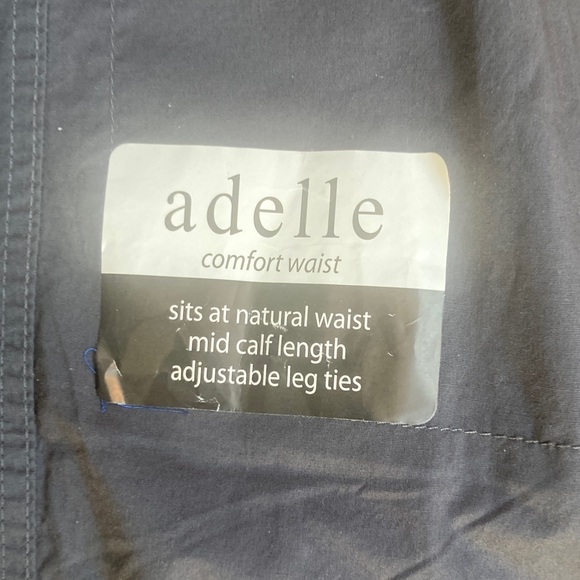 adelle
comfort waist
sits at natural waist
mid calf length
adjustable leg ties